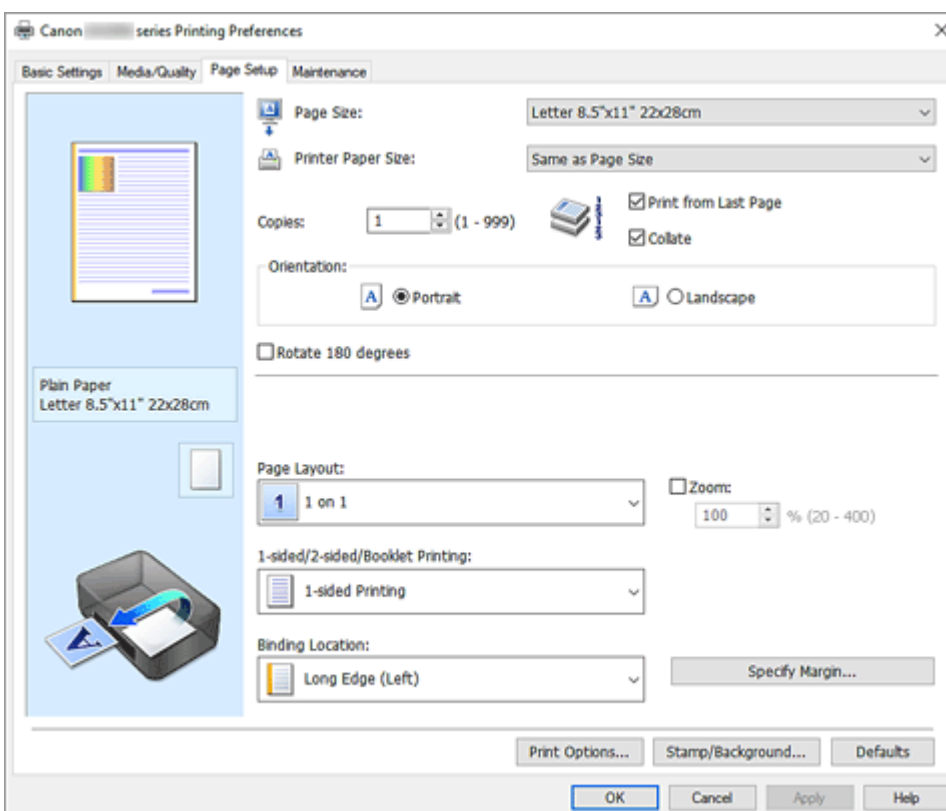 Canon series Printing Preferences
Basic Settings Media/Quality Page Setup Maintenance
Page Size: Letter 8.5"x11" 22x28cm
Printer Paper Size: Same as Page Size
Copies: 1 (1 - 999)
Print from Last Page
Collate
Orientation:
A Portrait A Landscape
Rotate 180 degrees
Plain Paper
Letter 8.5"x11" 22x28cm
Page Layout:
1 1 on 1
Zoom:
100 % (20 - 400)
1-sided/2-sided/Booklet Printing:
1-sided Printing
Binding Location:
Long Edge (Left)
Specify Margin...
Print Options... Stamp/Background... Defaults
OK Cancel Apply Help